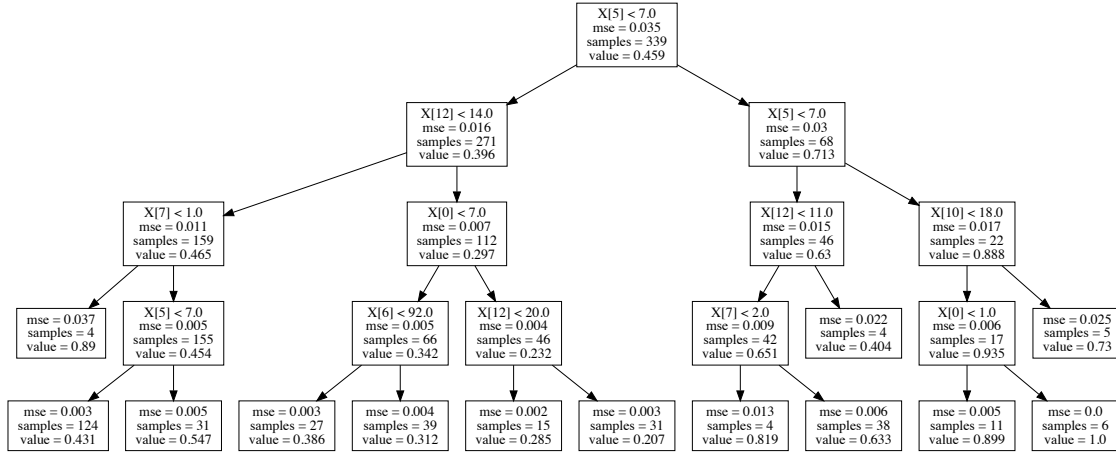 X[5] < 7.0
mse = 0.035
samples = 339
value = 0.459
X[12] < 14.0
mse = 0.016
samples = 271
value = 0.396
X[5] < 7.0
mse = 0.03
samples = 68
value = 0.713
X[7] < 1.0
mse = 0.011
samples = 159
value = 0.465
X[0] < 7.0
mse = 0.007
samples = 112
value = 0.297
X[12] < 11.0
mse = 0.015
samples = 46
value = 0.63
X[10] < 18.0
mse = 0.017
samples = 22
value = 0.888
mse = 0.037
samples = 4
value = 0.89
X[5] < 7.0
mse = 0.005
samples = 155
value = 0.454
X[6] < 92.0
mse = 0.005
samples = 66
value = 0.342
X[12] < 20.0
mse = 0.004
samples = 46
value = 0.232
X[7] < 2.0
mse = 0.009
samples = 42
value = 0.651
mse = 0.022
samples = 4
value = 0.404
X[0] < 1.0
mse = 0.006
samples = 17
value = 0.935
mse = 0.025
samples = 5
value = 0.73
mse = 0.003
samples = 124
value = 0.431
mse = 0.005
samples = 31
value = 0.547
mse = 0.003
samples = 27
value = 0.386
mse = 0.004
samples = 39
value = 0.312
mse = 0.002
samples = 15
value = 0.285
mse = 0.003
samples = 31
value = 0.207
mse = 0.013
samples = 4
value = 0.819
mse = 0.006
samples = 38
value = 0.633
mse = 0.005
samples = 11
value = 0.899
mse = 0.0
samples = 6
value = 1.0